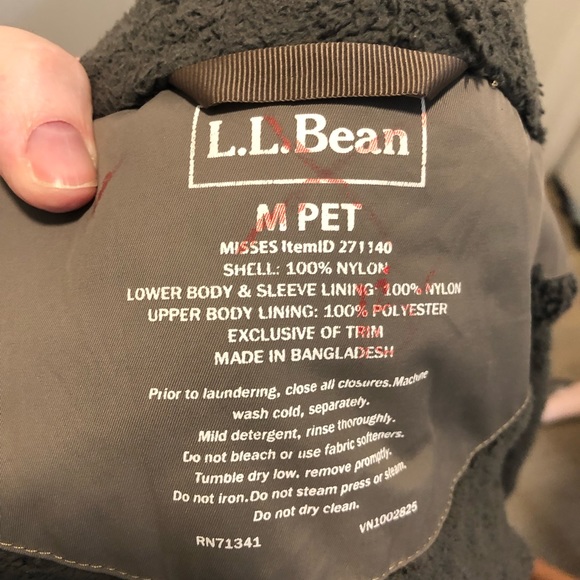 L.L.Bean
M PET
MISSES ItemID 271140
SHELL: 100% NYLON
LOWER BODY & SLEEVE LINING: 100% NYLON
UPPER BODY LINING: 100% POLYESTER
EXCLUSIVE OF TRIM
MADE IN BANGLADESH
Prior to laundering, close all closures. Machine
wash cold, separately.
Mild detergent, rinse thoroughly.
Do not bleach or use fabric softeners.
Tumble dry low, remove promptly.
Do not iron. Do not steam press or steam.
Do not dry clean.
RN71341
VN1002825